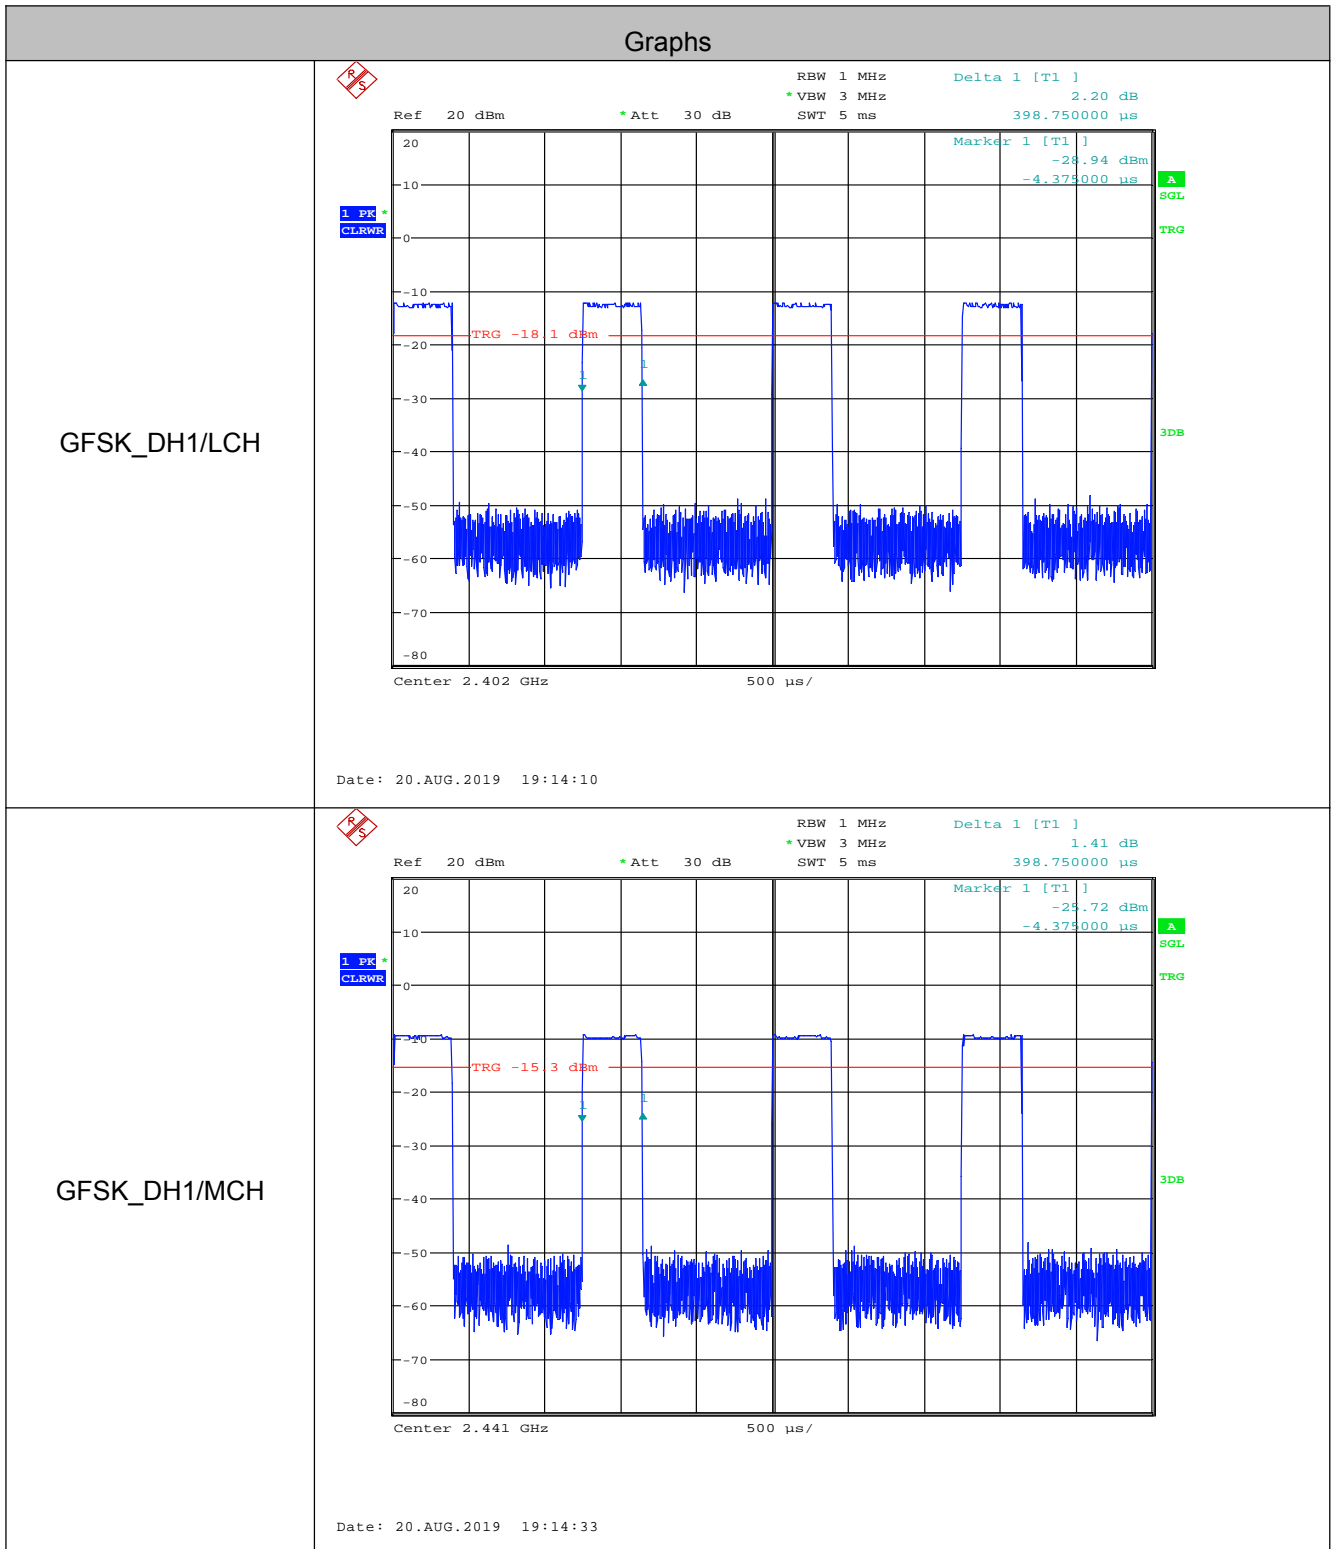 Graphs
GFSK_DH1/LCH
R S
RBW 1 MHz
Delta 1 [T1 ]
* VBW 3 MHz
2.20 dB
Ref 20 dBm
* Att 30 dB
SWT 5 ms
398.750000 µs
Marker 1 [T1 ]
-28.94 dBm
-4.375000 µs
A
SGL
TRG
1 PK *
CLRWR
20
10
0
-10
TRG -18.1 dBm
-20
1
1
-30
-40
3DB
-50
-60
-70
-80
Center 2.402 GHz
500 µs/
Date: 20.AUG.2019 19:14:10
GFSK_DH1/MCH
R S
RBW 1 MHz
Delta 1 [T1 ]
* VBW 3 MHz
1.41 dB
Ref 20 dBm
* Att 30 dB
SWT 5 ms
398.750000 µs
Marker 1 [T1 ]
-25.72 dBm
-4.375000 µs
A
SGL
TRG
1 PK *
CLRWR
20
10
0
-10
TRG -15.3 dBm
-20
1
1
-30
-40
3DB
-50
-60
-70
-80
Center 2.441 GHz
500 µs/
Date: 20.AUG.2019 19:14:33